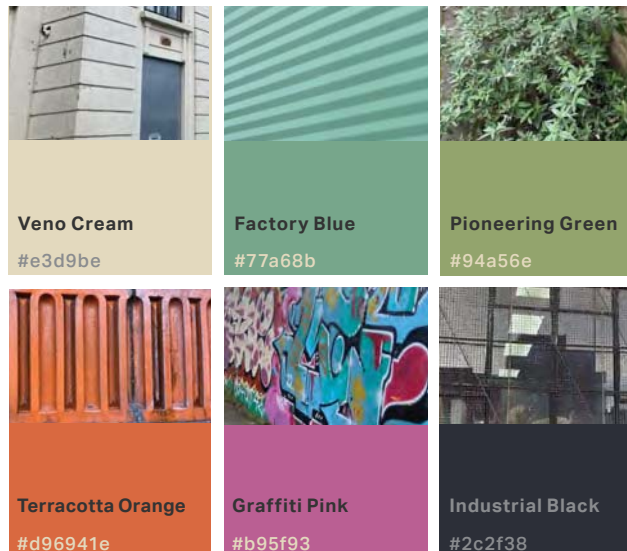 Veno Cream
#e3d9be
Factory Blue
#77a68b
Pioneering Green
#94a56e
Terracotta Orange
#d96941e
Graffiti Pink
#b95f93
Industrial Black
#2c2f38